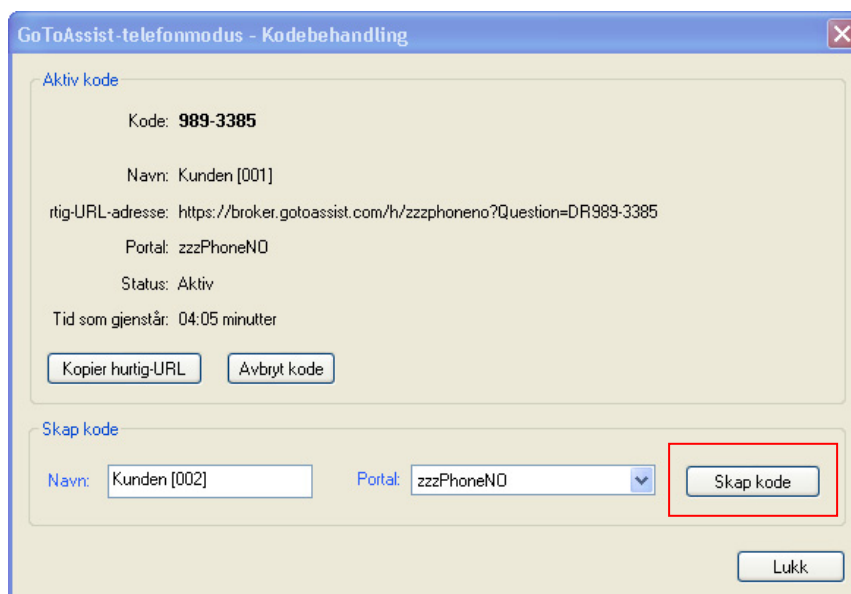 GoToAssist-telefonmodus - Kodebehandling
Aktiv kode
Kode: 989-3385
Navn: Kunden [001]
rtig-URL-adresse: https://broker.gotoassist.com/h/zzzphoneno?Question=DR989-3385
Portal: zzzPhoneNO
Status: Aktiv
Tid som gjenstår: 04:05 minutter
Kopier hurtig-URL Avbryt kode
Skap kode
Navn: Kunden [002] Portal: zzzPhoneNO Skap kode
Lukk